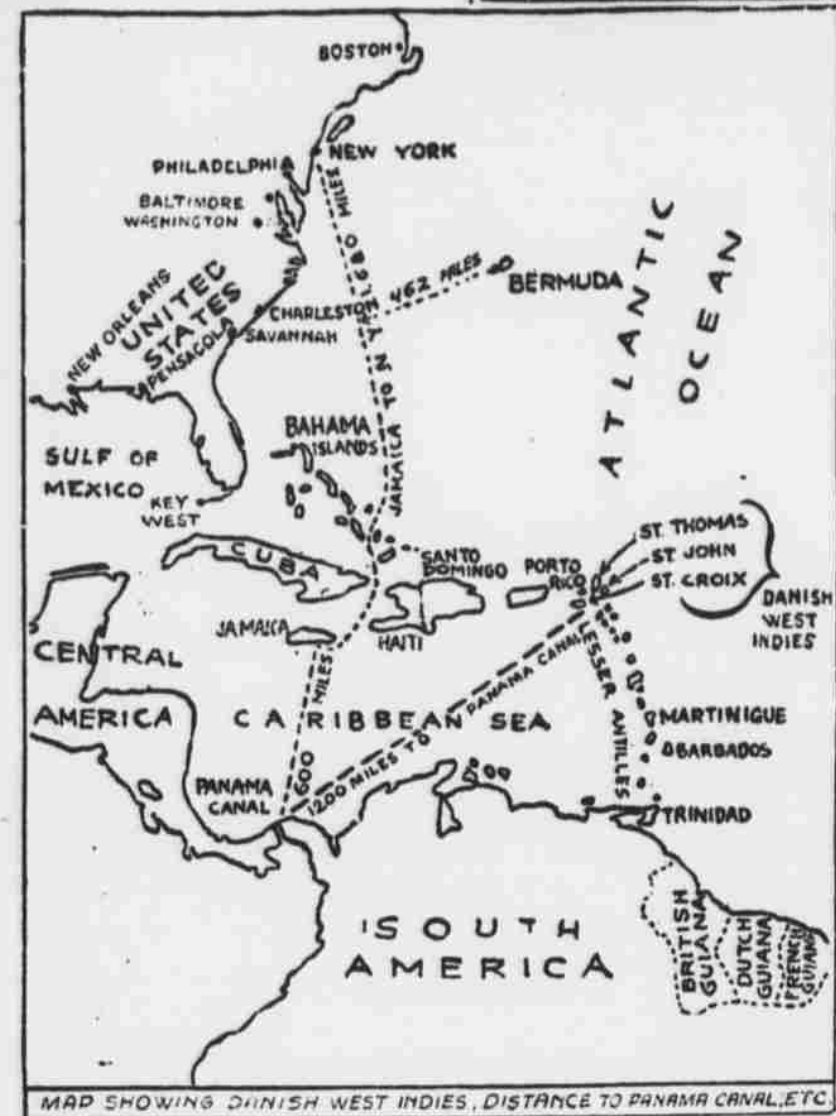 BOSTON
NEW YORK
PHILADELPHIA
BALTIMORE
WASHINGTON
JAMAICA TO N Y 1680 MILES
462 MILES
BERMUDA
ATLANTIC
OCEAN
NEW ORLEANS
UNITED
STATES
PENSACOLA
CHARLESTON
SAVANNAH
BAHAMA
ISLANDS
GULF OF
MEXICO
KEY
WEST
CUBA
SANTO
DOMINGO
PORTO
RICO
ST. THOMAS
ST. JOHN
ST. CROIX
DANISH
WEST
INDIES
JAMAICA
HAITI
CENTRAL
AMERICA
CARIBBEAN SEA
LESSER ANTILLES
MARTINIGUE
BARBADOS
600 MILES
1200 MILES TO PANAMA CANAL
PANAMA
CANAL
TRINIDAD
SOUTH
AMERICA
BRITISH
GUIANA
DUTCH
GUIANA
FRENCH
GUIANA
MAP SHOWING DANISH WEST INDIES, DISTANCE TO PANAMA CANAL, ETC